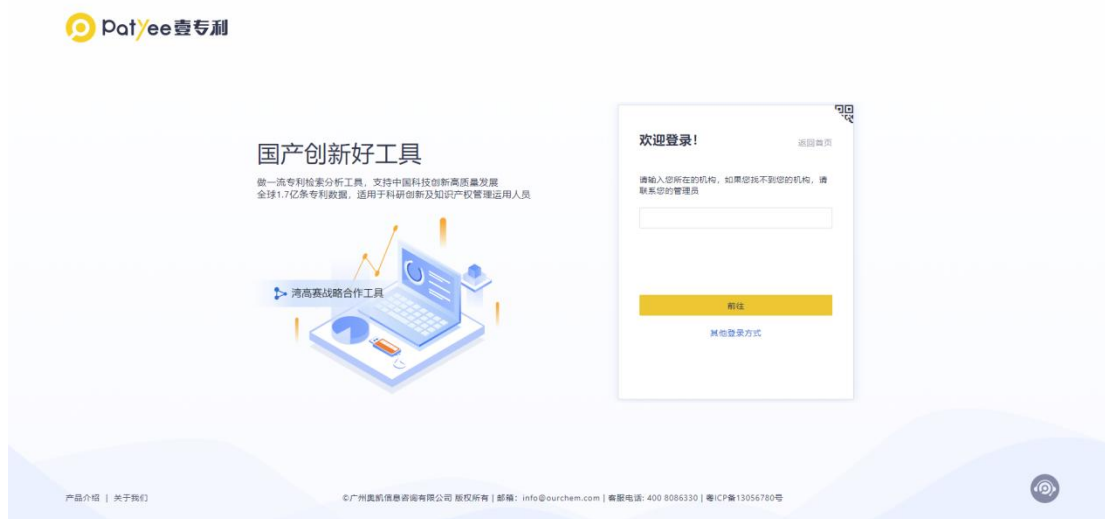 Patyee壹专利
国产创新好工具
做一流专利检索分析工具，支持中国科技创新高质量发展
全球1.7亿条专利数据，适用于科研创新及知识产权管理运用人员
湾高赛战略合作工具
欢迎登录！
返回首页
请输入您所在的机构，如果您找不到您的机构，请
联系您的管理员
前往
其他登录方式
产品介绍 | 关于我们
©广州奥凯信息咨询有限公司 版权所有 | 邮箱：info@ourchem.com | 客服电话: 400 8086330 | 粤ICP备13056780号